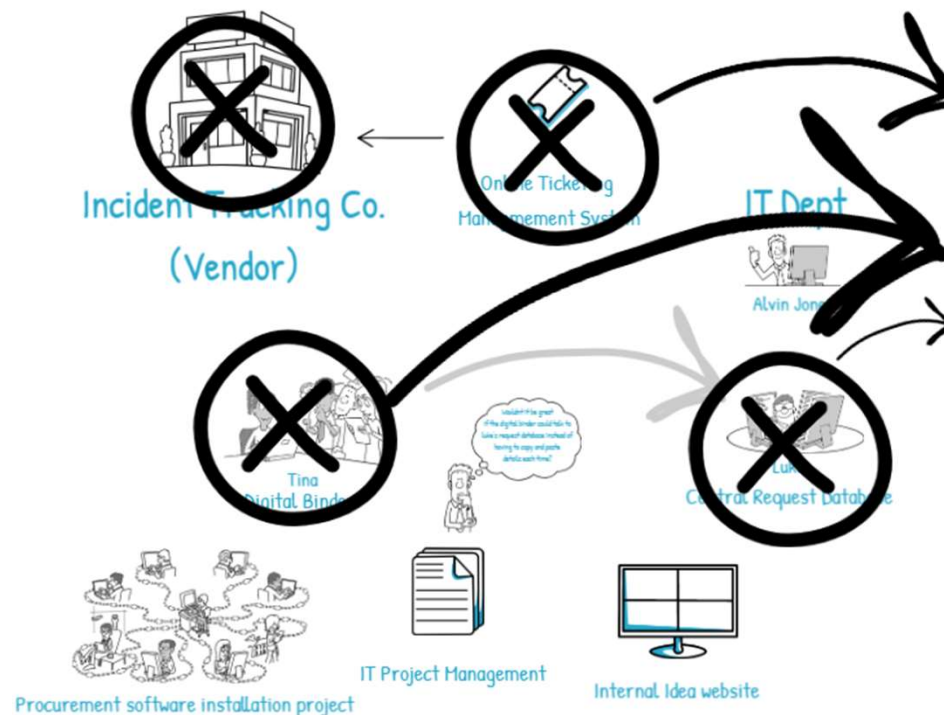 Incident Tracking Co.
(Vendor)
Online Ticketing
Management System
IT Dept
Alvin Jones
Tina
Digital Binder
Wouldn't it be great
if the digital binder could talk to
Luke's request database instead of
having to copy and paste
details each time?
Luke
Central Request Database
Procurement software installation project
IT Project Management
Internal Idea website